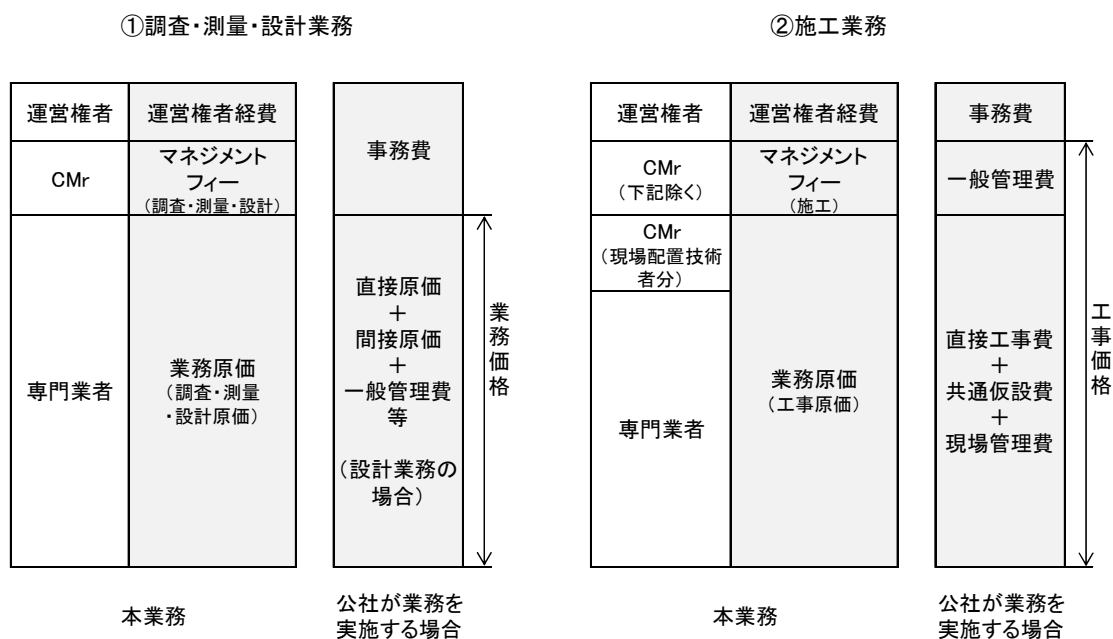 ①調査・測量・設計業務
運営権者
運営権者経費
CMr
マネジメント
フィー
（調査・測量・設計）
専門業者
業務原価
（調査・測量
・設計原価）
本業務
事務費
直接原価
＋
間接原価
＋
一般管理費
等
（設計業務の
場合）
業務価格
公社が業務を
実施する場合
②施工業務
運営権者
運営権者経費
CMr
（下記除く）
マネジメント
フィー
（施工）
CMr
（現場配置技術
者分）
専門業者
業務原価
（工事原価）
本業務
事務費
一般管理費
直接工事費
＋
共通仮設費
＋
現場管理費
工事価格
公社が業務を
実施する場合